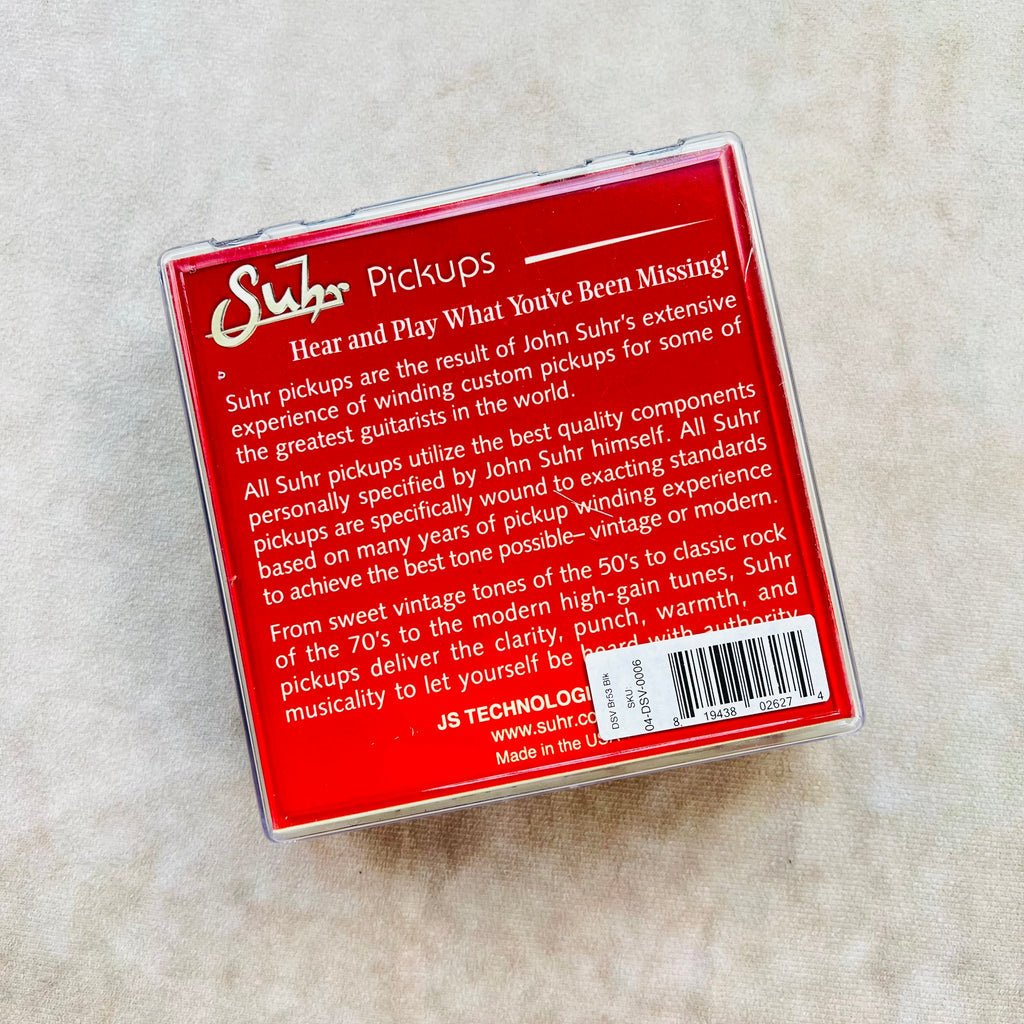 Suhr Pickups
Hear and Play What You've Been Missing!
Suhr pickups are the result of John Suhr's extensive
experience of winding custom pickups for some of
the greatest guitarists in the world.
All Suhr pickups utilize the best quality components
personally specified by John Suhr himself. All Suhr
pickups are specifically wound to exacting standards
based on many years of pickup winding experience
to achieve the best tone possible– vintage or modern.
From sweet vintage tones of the 50's to classic rock
of the 70's to the modern high-gain tunes, Suhr
pickups deliver the clarity, punch, warmth, and
musicality to let yourself be heard with authority
JS TECHNOLOGI
www.suhr.co
Made in the USA
DSV Br53 Blk
SKU:
04-DSV-0006
8 19438 02627 4